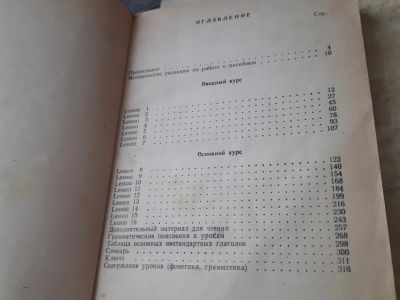 ОГЛАВЛЕНИЕ Стр.
Предисловие 4
Методические указания по работе с пособием 10
Вводный курс
Lesson 1 12
Lesson 2 27
Lesson 3 45
Lesson 4 60
Lesson 5 78
Lesson 6 93
Lesson 7 107
Основной курс
Lesson 8 122
Lesson 9 140
Lesson 10 154
Lesson 11 168
Lesson 12 184
Lesson 13 199
Lesson 14 216
Lesson 15 230
Lesson 16 243
Дополнительный материал для чтения 257
Грамматические пояснения к урокам 268
Таблица основных нестандартных глаголов 298
Словарь 300
Ключи 311
Содержание уроков (фонетика, грамматика) 316